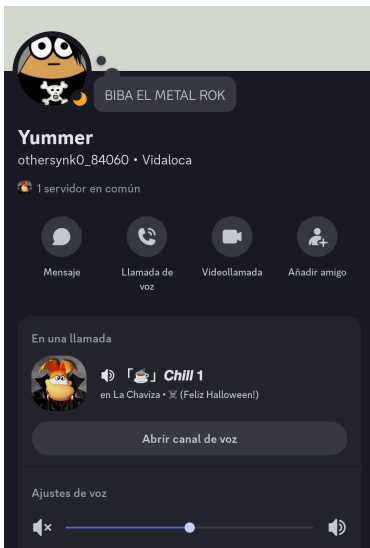 BIBA EL METAL ROK
Yummer
othersynk0_84060 • Vidaloca
1 servidor en común
Mensaje
Llamada de
voz
Videollamada
Añadir amigo
En una llamada
「☕」 Chill 1
en La Chaviza • ☠️ (Feliz Halloween!)
Abrir canal de voz
Ajustes de voz